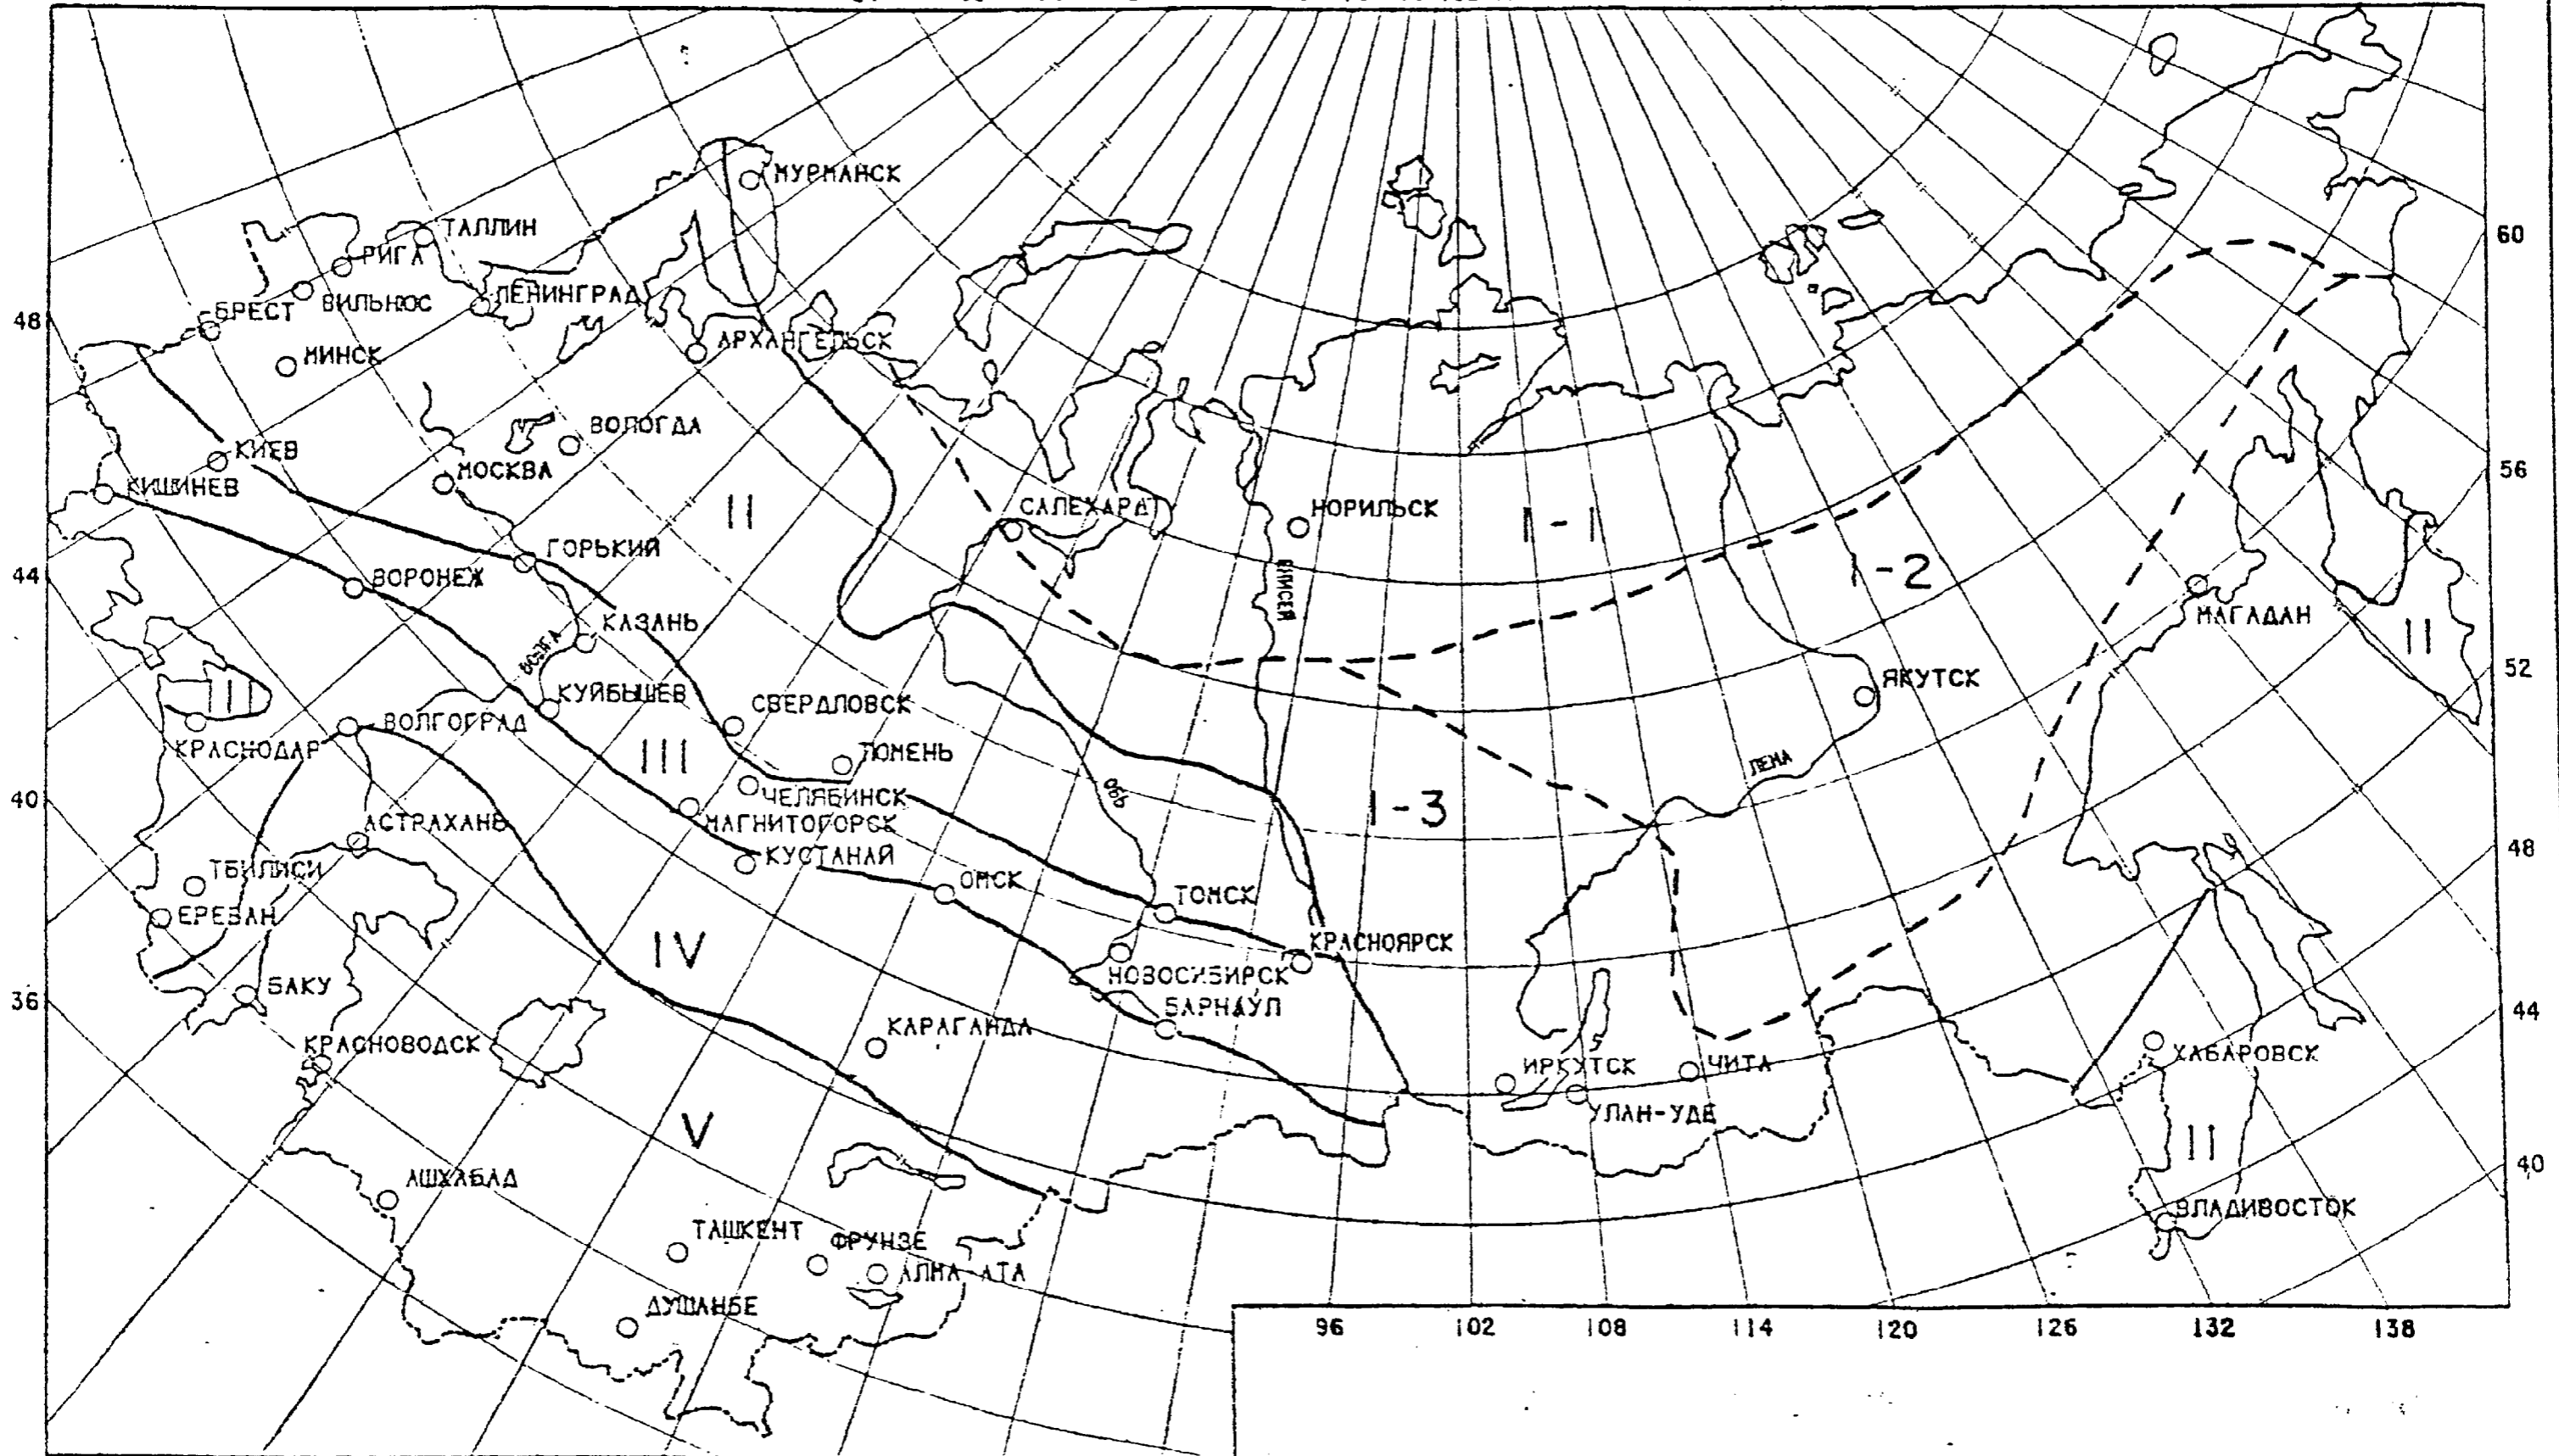 МУРМАНСК
ТАЛЛИН
РИГА
ЛЕНИНГРАД
ВИЛЬНЮС
БРЕСТ
МИНСК
АРХАНГЕЛЬСК
ВОЛОГДА
КИЕВ
МОСКВА
КИШИНЕВ
II
САЛЕХАРД
НОРИЛЬСК
I-1
ГОРЬКИЙ
ВОРОНЕЖ
ЕНИСЕЙ
I-2
МАГАДАН
II
КАЗАНЬ
ВОЛГА
ЯКУТСК
КУЙБЫШЕВ
СВЕРДЛОВСК
II
ВОЛГОГРАД
КРАСНОДАР
III
ТЮМЕНЬ
ЛЕНА
ЧЕЛЯБИНСК
ОБЬ
I-3
МАГНИТОГОРСК
АСТРАХАНЬ
КУСТАНАЙ
ТБИЛИСИ
ОМСК
ТОМСК
ЕРЕВАН
IV
КРАСНОЯРСК
НОВОСИБИРСК
БАКУ
БАРНАУЛ
КАРАГАНДА
КРАСНОВОДСК
ИРКУТСК
ЧИТА
ХАБАРОВСК
УЛАН-УДЕ
V
II
АШХАБАД
ВЛАДИВОСТОК
ТАШКЕНТ
ФРУНЗЕ
АЛМА-АТА
ДУШАНБЕ
48
44
40
36
60
56
52
48
44
40
96 102 108 114 120 126 132 138